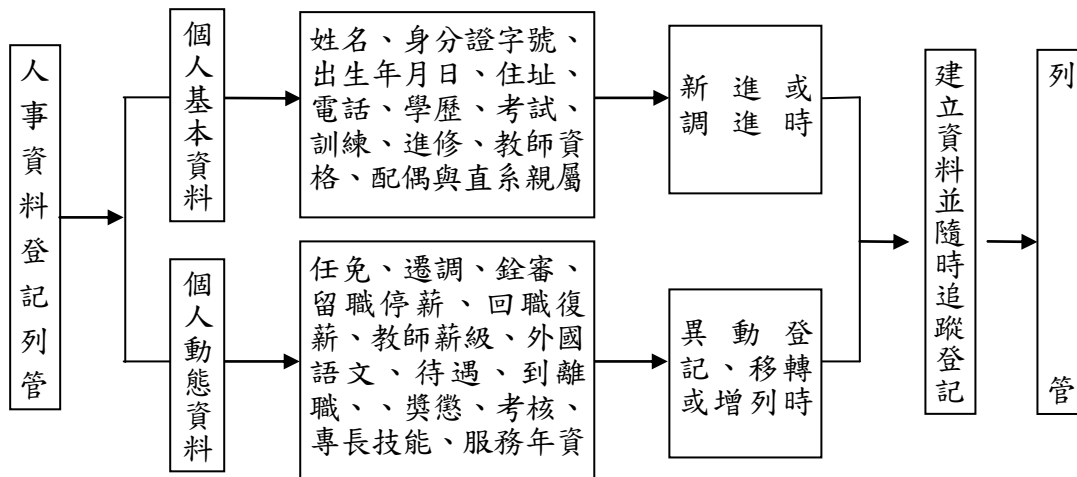 人事資料登記列管
個人基本資料
姓名、身分證字號、
出生年月日、住址、
電話、學歷、考試、
訓練、進修、教師資
格、配偶與直系親屬
新進或
調進時
個人動態資料
任免、遷調、銓審、
留職停薪、回職復
薪、教師薪級、外國
語文、待遇、到離
職、、獎懲、考核、
專長技能、服務年資
異動登
記、移轉
或增列時
建立資料並隨時追蹤登記
列管